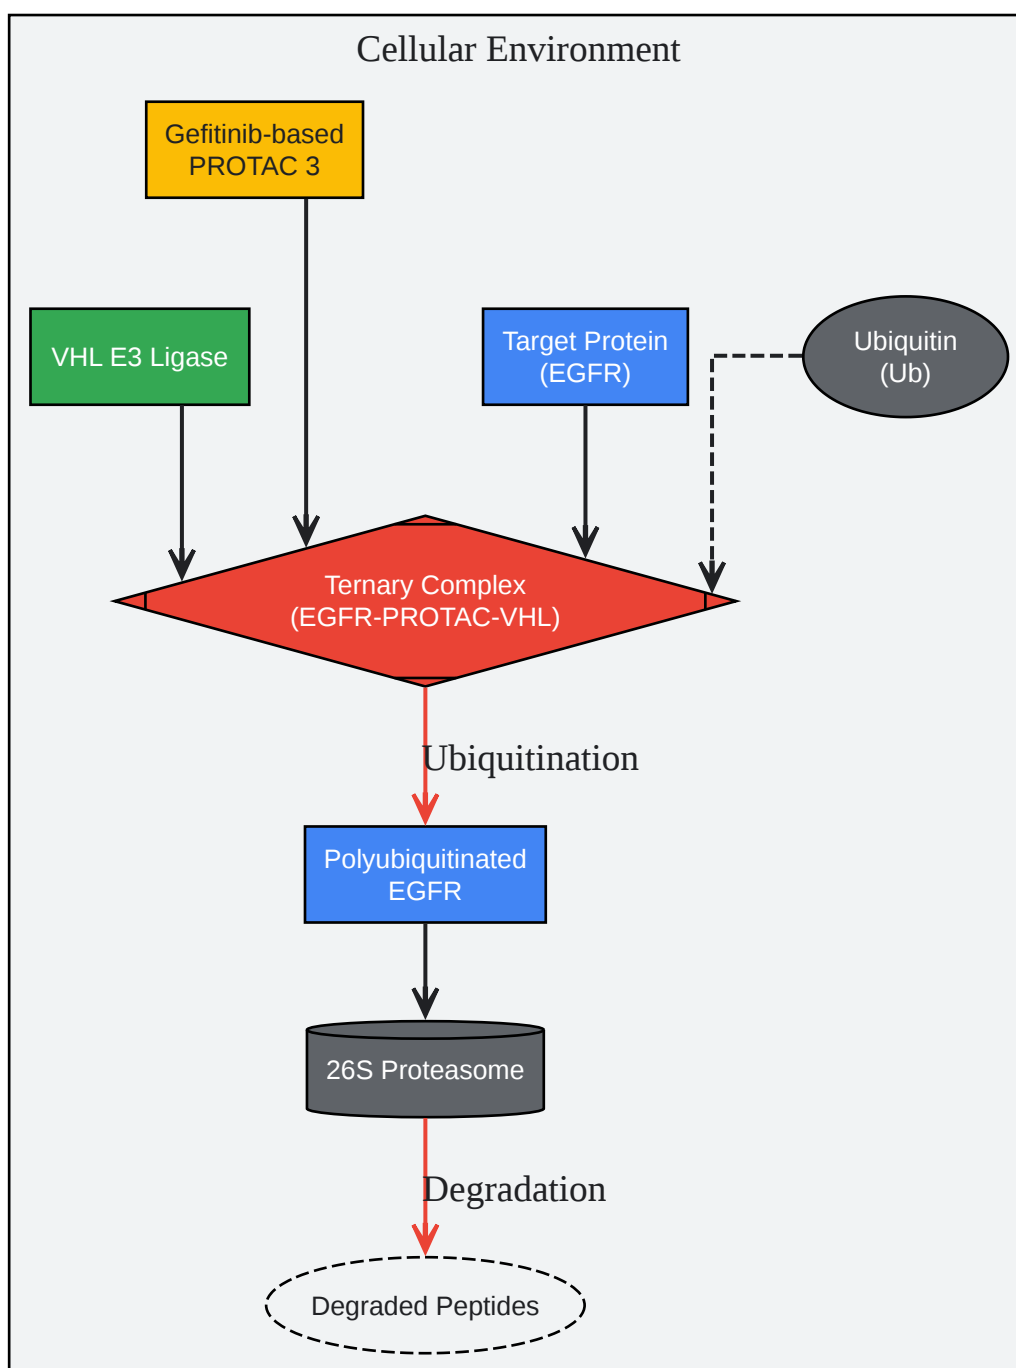 Cellular Environment
Gefitinib-based
PROTAC 3
VHL E3 Ligase
Target Protein
(EGFR)
Ubiquitin
(Ub)
Ternary Complex
(EGFR-PROTAC-VHL)
Ubiquitination
Polyubiquitinated
EGFR
26S Proteasome
Degradation
Degraded Peptides